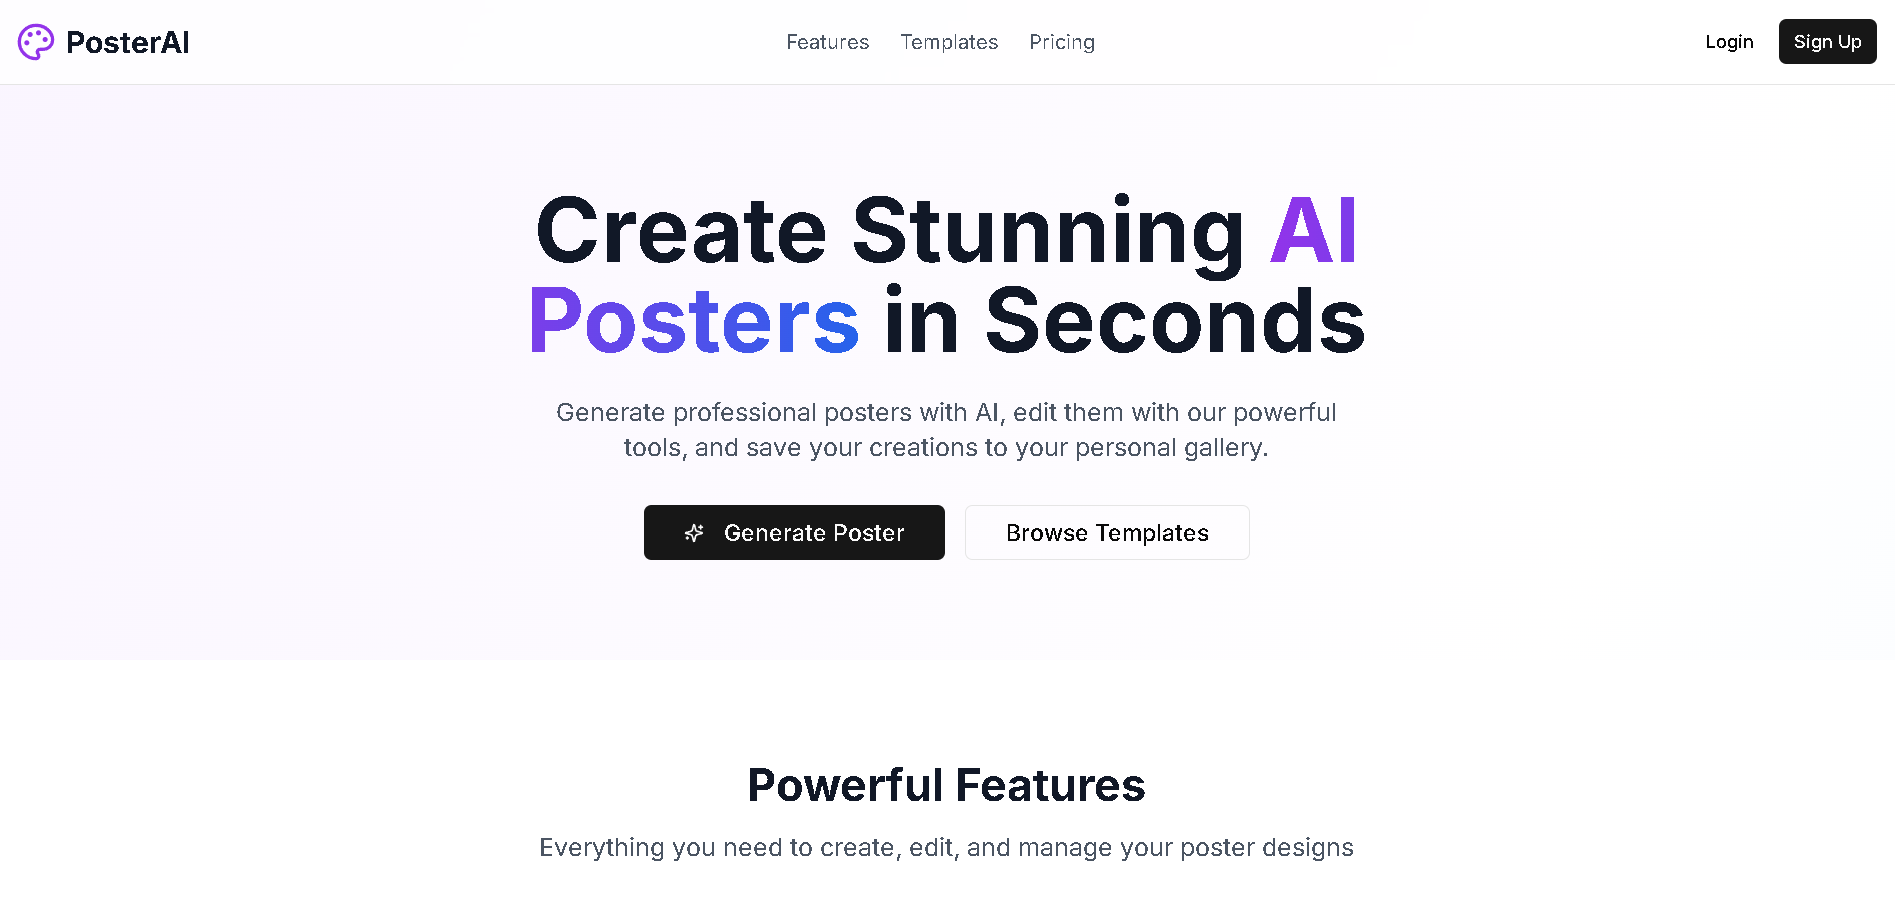 PosterAI
Features
Templates
Pricing
Login
Sign Up
Create Stunning AI
Posters in Seconds
Generate professional posters with AI, edit them with our powerful
tools, and save your creations to your personal gallery.
Generate Poster
Browse Templates
Powerful Features
Everything you need to create, edit, and manage your poster designs